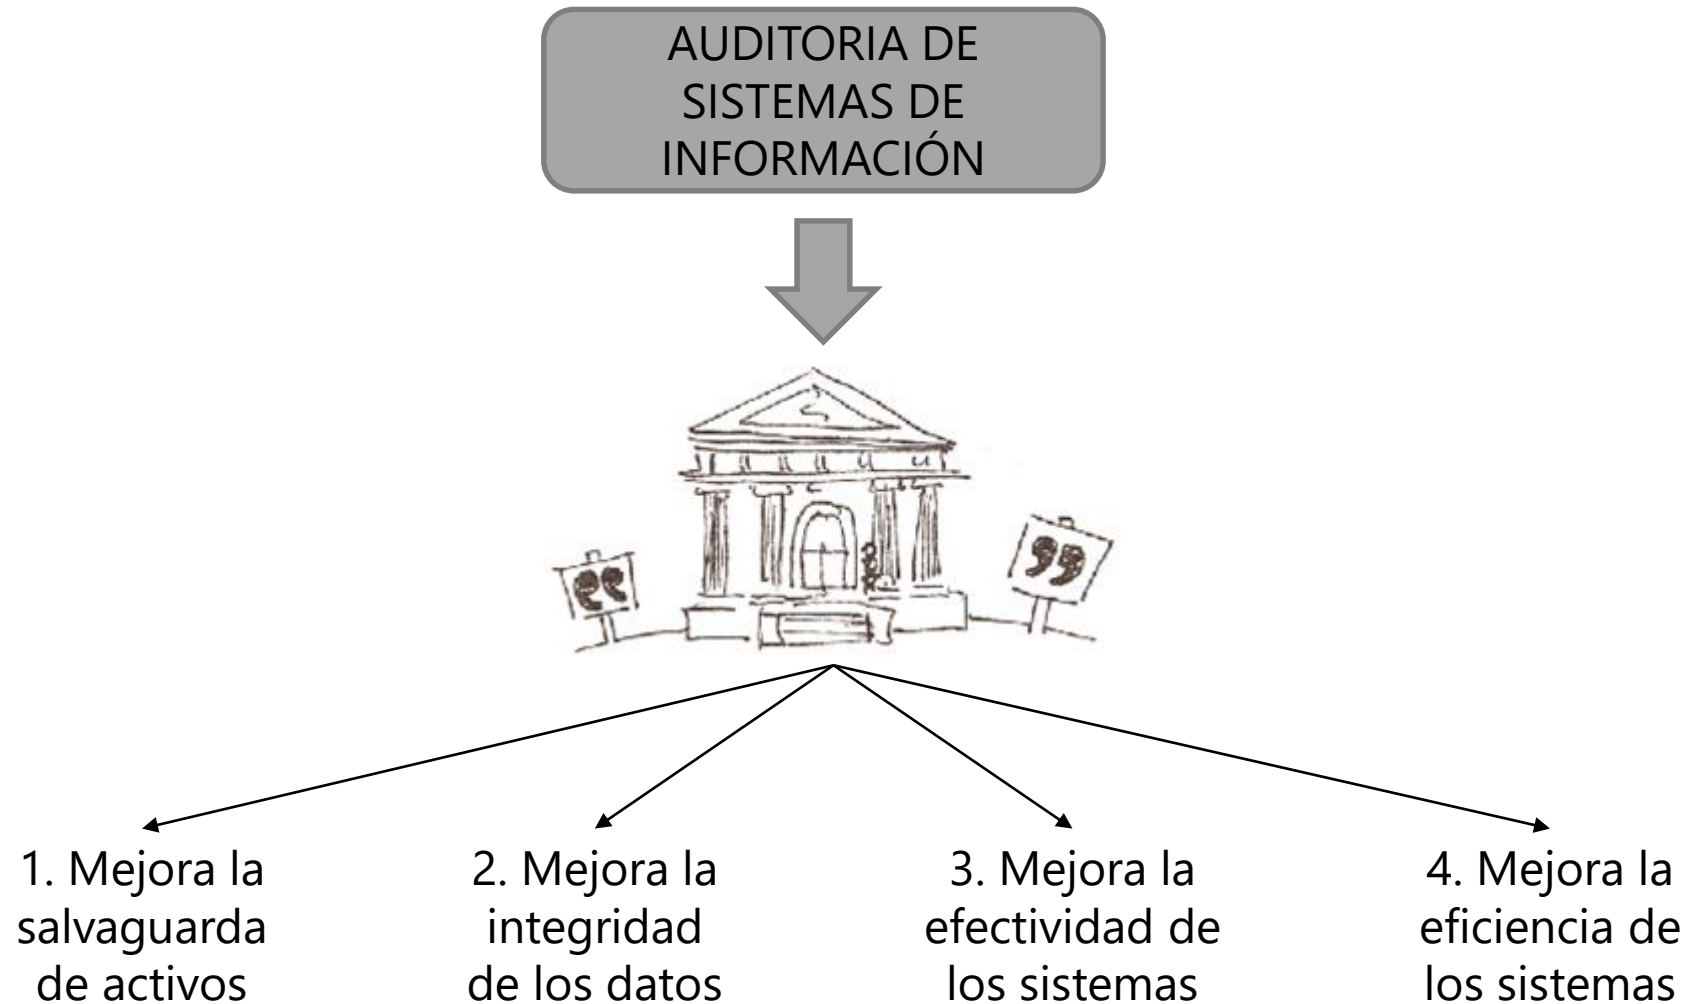 AUDITORIA DE
SISTEMAS DE
INFORMACIÓN
1. Mejora la
salvaguarda
de activos
2. Mejora la
integridad
de los datos
3. Mejora la
efectividad de
los sistemas
4. Mejora la
eficiencia de
los sistemas